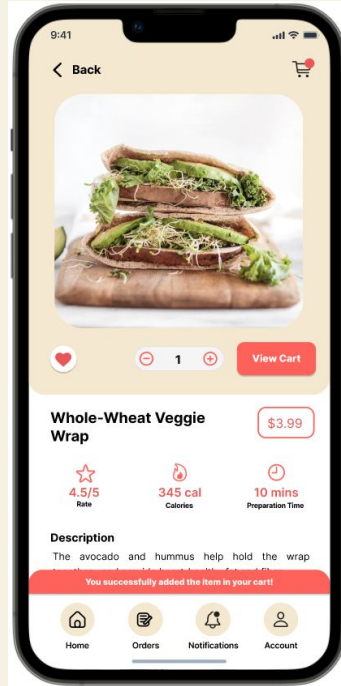 9:41
Back
1
View Cart
Whole-Wheat Veggie
Wrap
$3.99
4.5/5
345 cal
10 mins
Rate
Calories
Preparation Time
Description
The avocado and hummus help hold the wrap
You successfully added the item in your cart!
Home
Orders
Notifications
Account